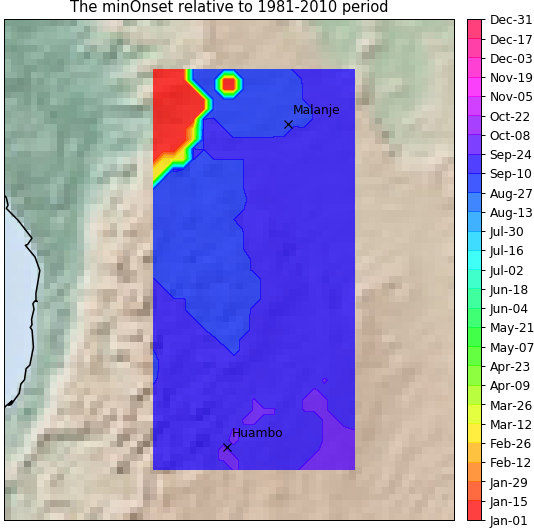 The minOnset relative to 1981-2010 period
Malanje
Huambo
Dec-31
Dec-17
Dec-03
Nov-19
Nov-05
Oct-22
Oct-08
Sep-24
Sep-10
Aug-27
Aug-13
Jul-30
Jul-16
Jul-02
Jun-18
Jun-04
May-21
May-07
Apr-23
Apr-09
Mar-26
Mar-12
Feb-26
Feb-12
Jan-29
Jan-15
Jan-01